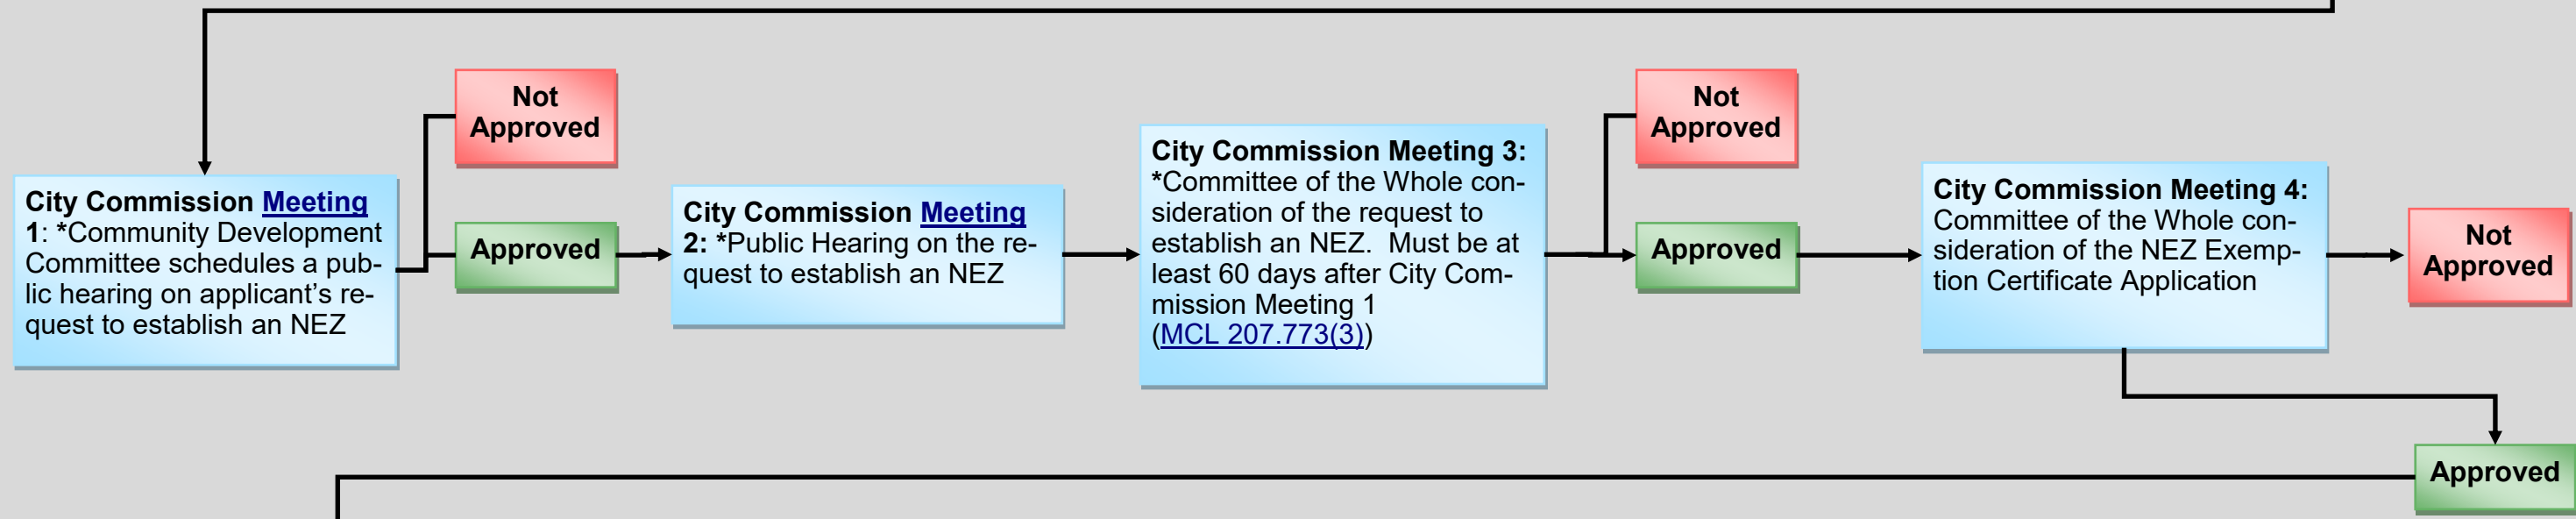 City Commission Meeting
1: *Community Development
Committee schedules a pub-
lic hearing on applicant's re-
quest to establish an NEZ
Not
Approved
Approved
City Commission Meeting
2: *Public Hearing on the re-
quest to establish an NEZ
City Commission Meeting 3:
*Committee of the Whole con-
sideration of the request to
establish an NEZ.  Must be at
least 60 days after City Com-
mission Meeting 1
(MCL 207.773(3))
Not
Approved
Approved
City Commission Meeting 4:
Committee of the Whole con-
sideration of the NEZ Exemp-
tion Certificate Application
Not
Approved
Approved